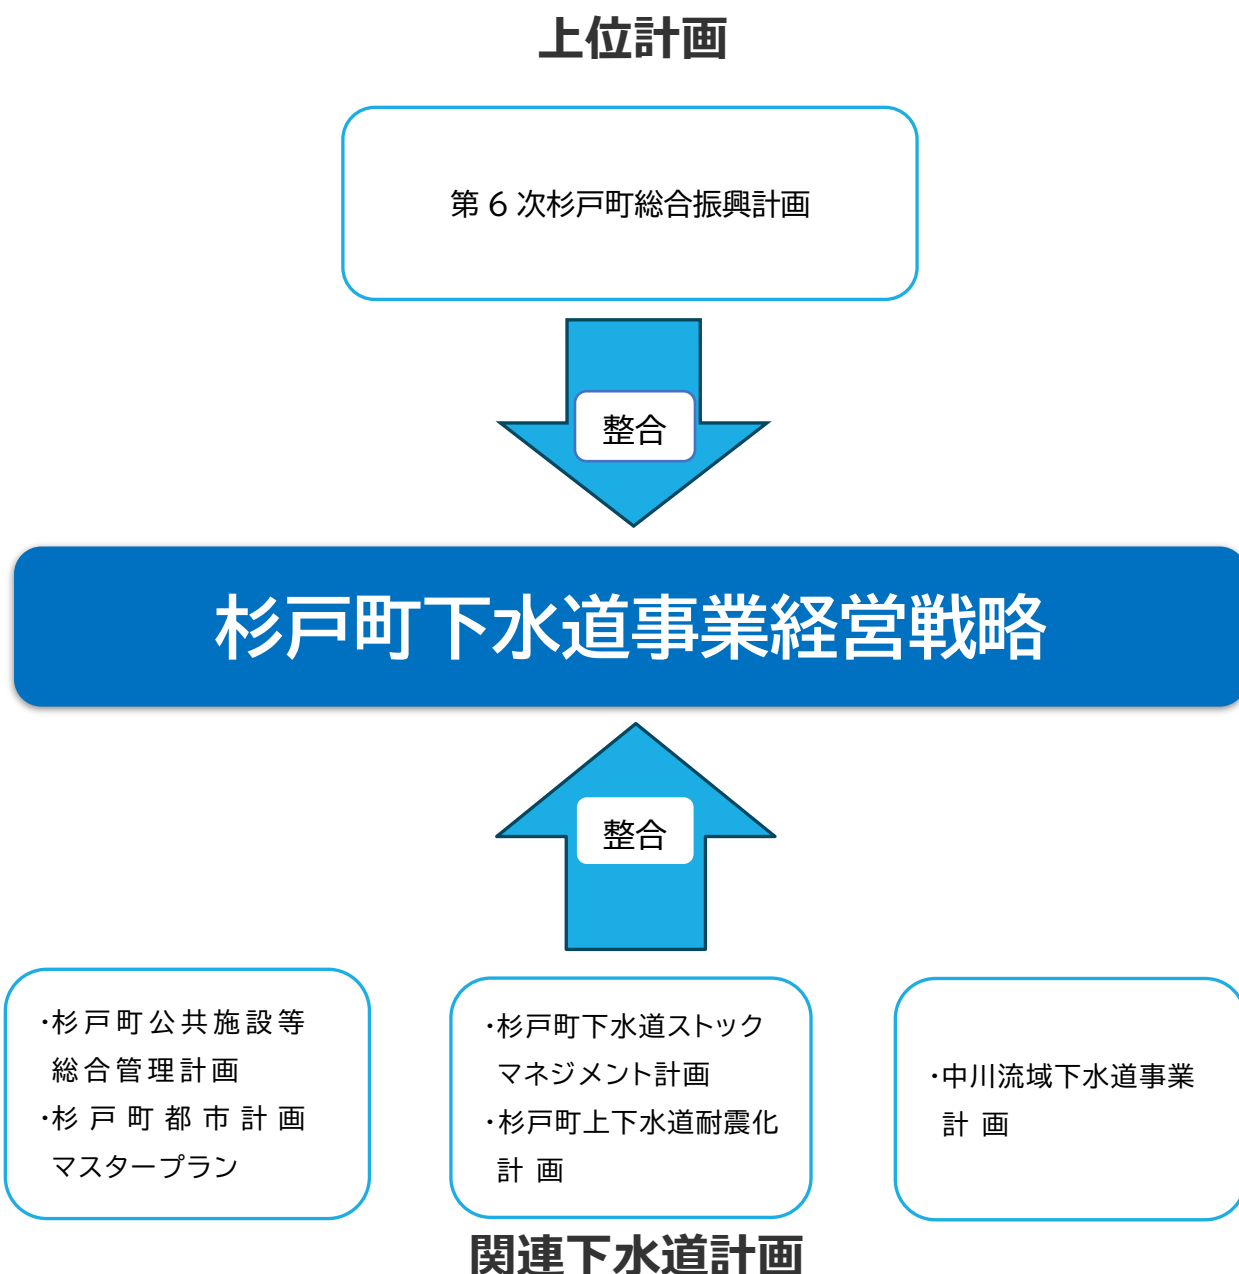 上位計画
第6次杉戸町総合振興計画
整合
杉戸町下水道事業経営戦略
整合
・杉戸町公共施設等
総合管理計画
・杉戸町都市計画
マスタープラン
・杉戸町下水道ストック
マネジメント計画
・杉戸町上下水道耐震化
計画
・中川流域下水道事業
計画
関連下水道計画